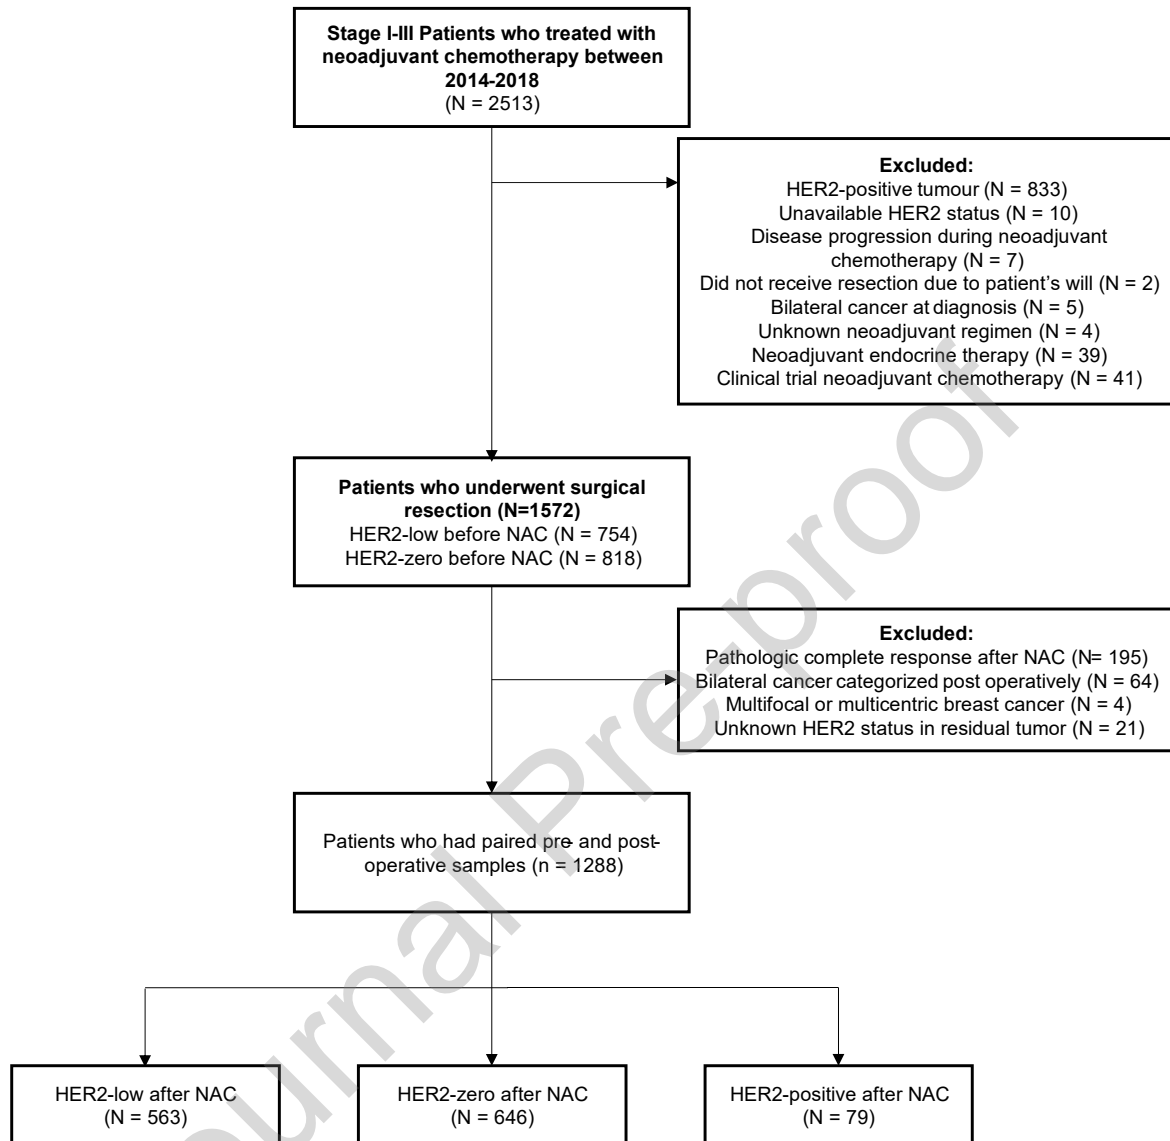 Stage I-III Patients who treated with
neoadjuvant chemotherapy between
2014-2018
(N = 2513)
Excluded:
HER2-positive tumour (N = 833)
Unavailable HER2 status (N = 10)
Disease progression during neoadjuvant
chemotherapy (N = 7)
Did not receive resection due to patient's will (N = 2)
Bilateral cancer at diagnosis (N = 5)
Unknown neoadjuvant regimen (N = 4)
Neoadjuvant endocrine therapy (N = 39)
Clinical trial neoadjuvant chemotherapy (N = 41)
Patients who underwent surgical
resection (N=1572)
HER2-low before NAC (N = 754)
HER2-zero before NAC (N = 818)
Excluded:
Pathologic complete response after NAC (N= 195)
Bilateral cancer categorized post operatively (N = 64)
Multifocal or multicentric breast cancer (N = 4)
Unknown HER2 status in residual tumor (N = 21)
Patients who had paired pre- and post-
operative samples (n = 1288)
HER2-low after NAC
(N = 563)
HER2-zero after NAC
(N = 646)
HER2-positive after NAC
(N = 79)
urnal Pre-proof